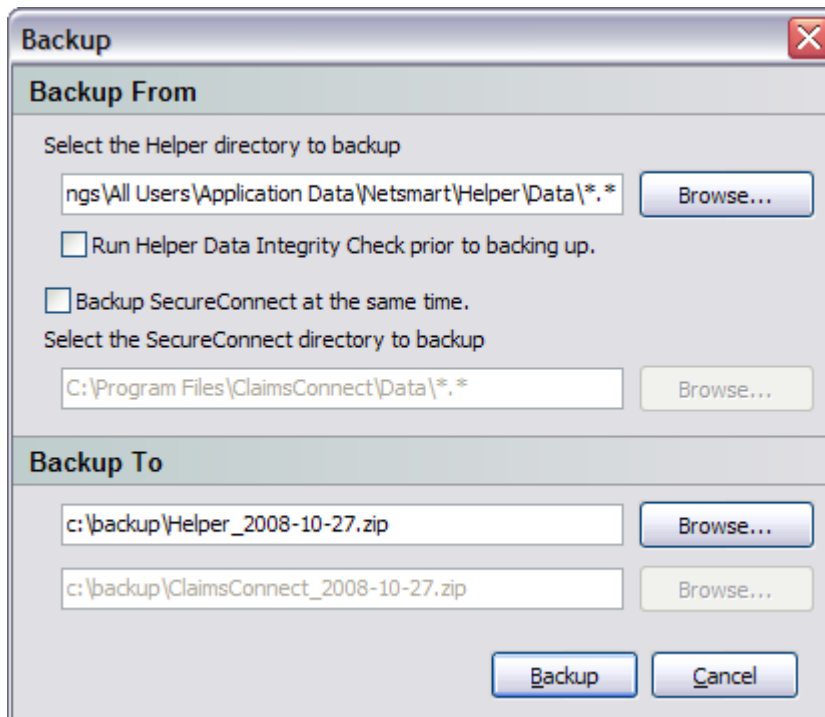 Backup
Backup From
Select the Helper directory to backup
ngs\All Users\Application Data\Netsmart\Helper\Data\*.* Browse...
Run Helper Data Integrity Check prior to backing up.
Backup SecureConnect at the same time.
Select the SecureConnect directory to backup
C:\Program Files\ClaimsConnect\Data\*.* Browse...
Backup To
c:\backup\Helper_2008-10-27.zip Browse...
c:\backup\ClaimsConnect_2008-10-27.zip Browse...
Backup Cancel